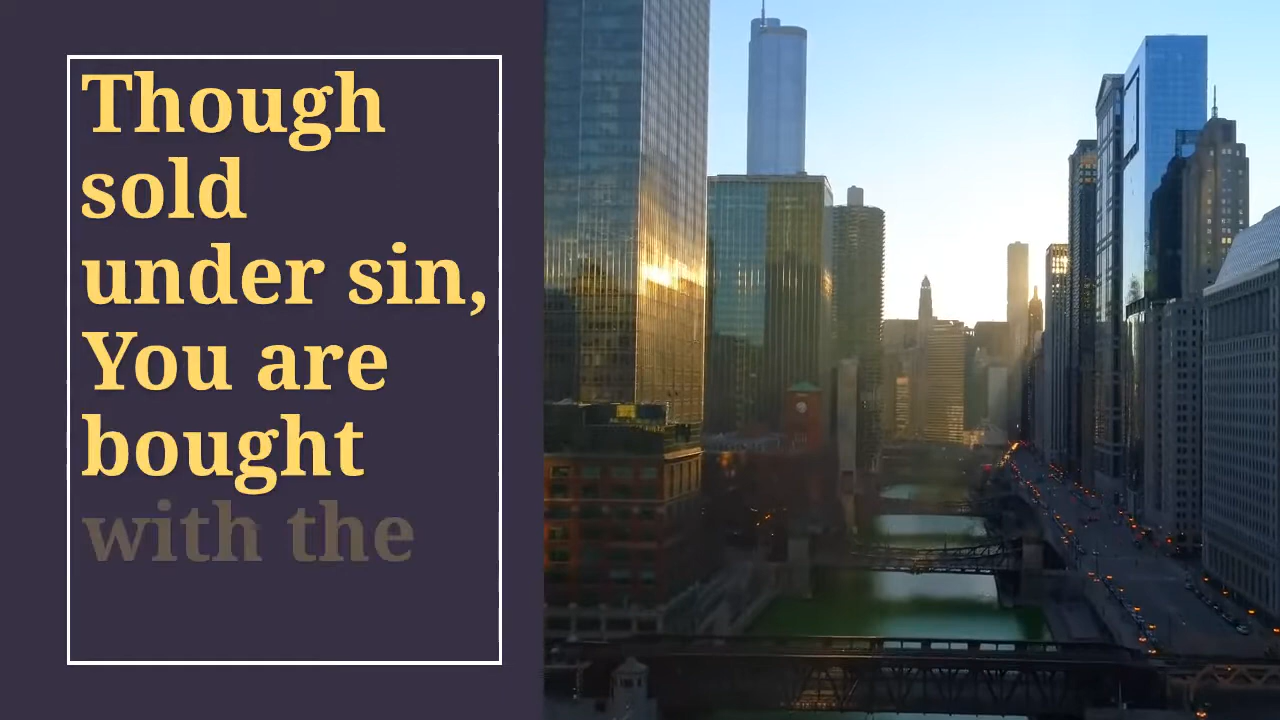 Though
sold
under sin,
You are
bought
with the